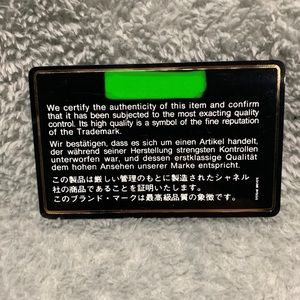 We certify the authenticity of this item and confirm
that it has been subjected to the most exacting quality
control. Its high quality is a symbol of the fine reputation
of the Trademark.
Wir bestätigen, dass es sich um einen Artikel handelt,
der während seiner Herstellung strengsten Kontrollen
unterworfen war, und dessen erstklassige Qualität
dem hohen Ansehen unserer Marke entspricht.
この製品は厳しい管理のもとに製造されたシャネル
社の商品であることを証明いたします。
このブランド・マークは最高級品質の象徴です。